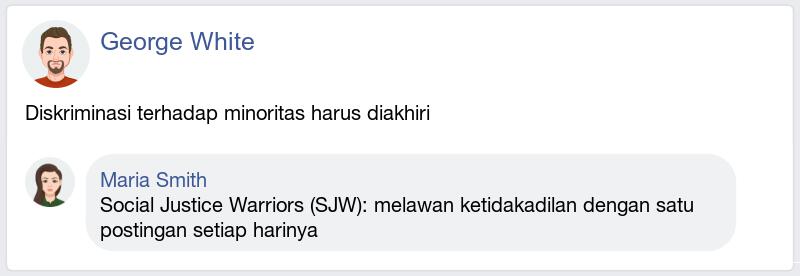 George White
Diskriminasi terhadap minoritas harus diakhiri
Maria Smith
Social Justice Warriors (SJW): melawan ketidakadilan dengan satu
postingan setiap harinya